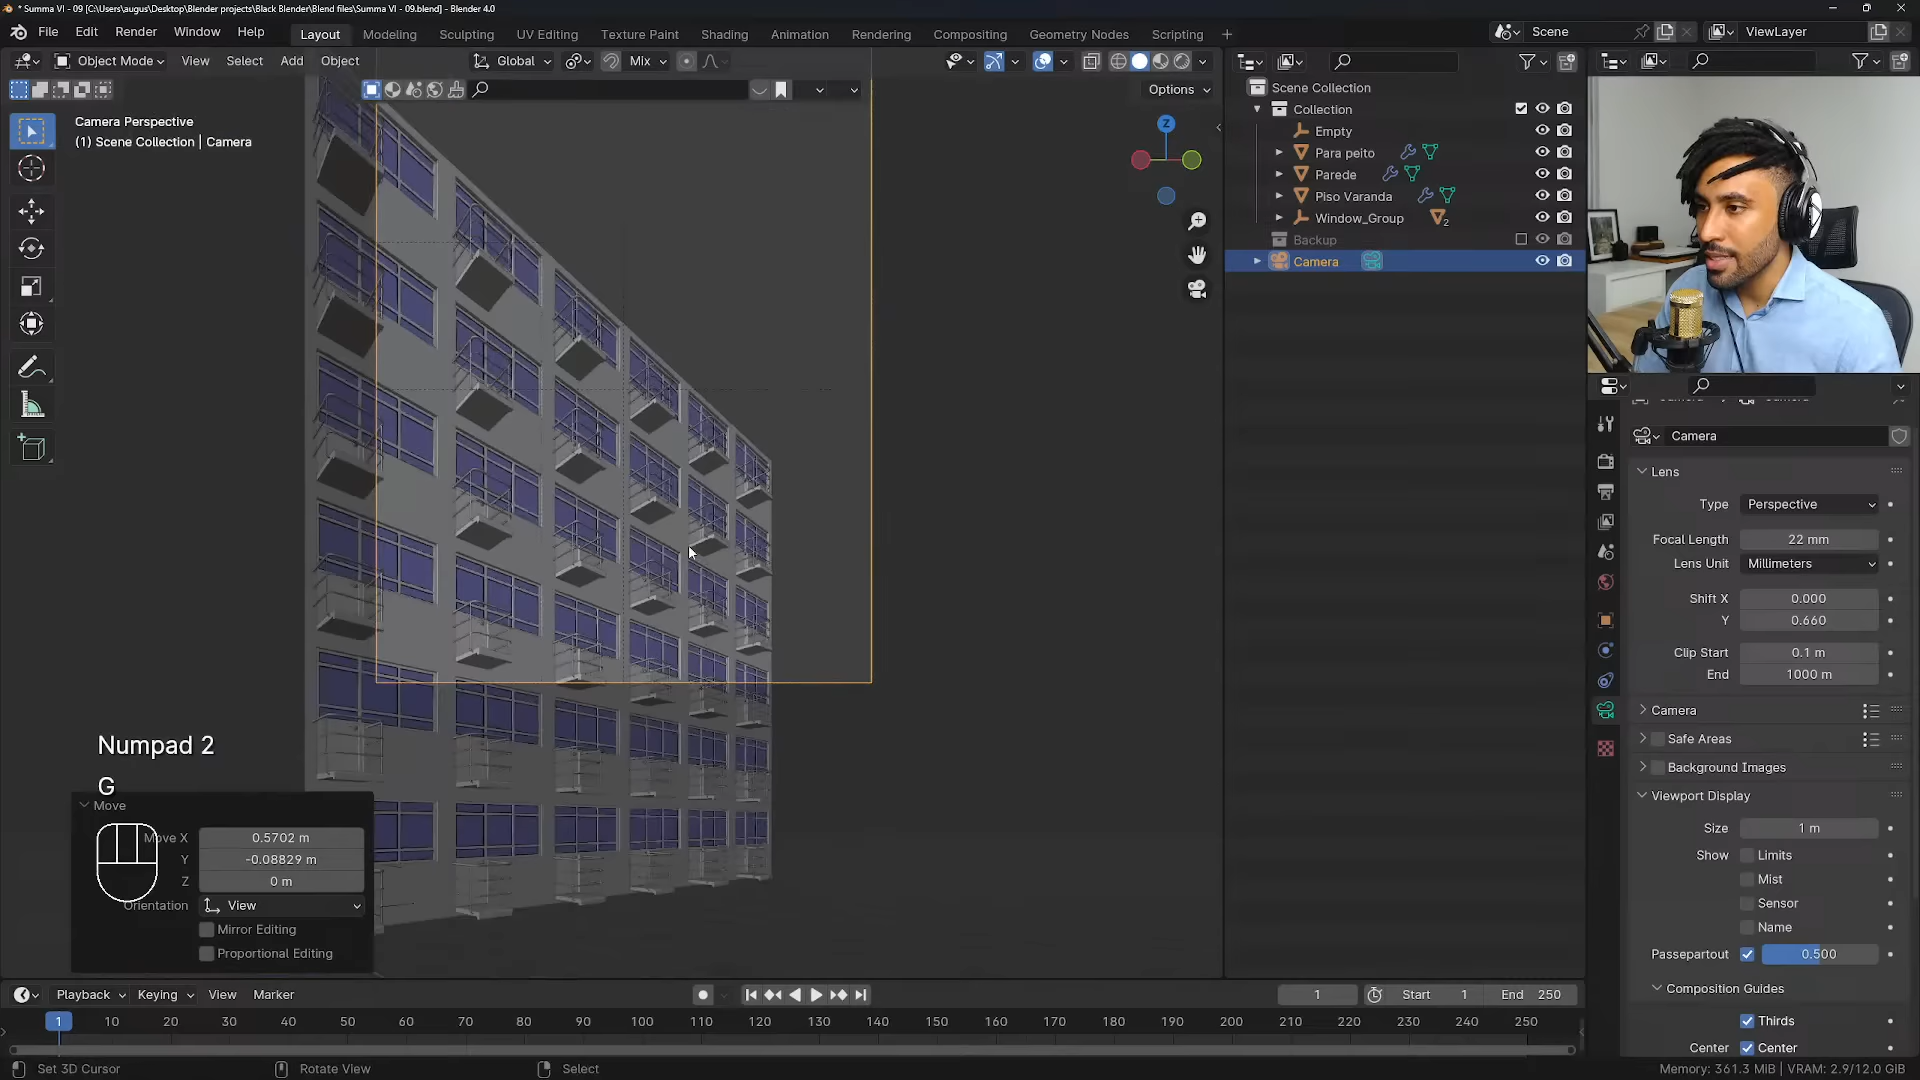 * Summa VI - 09 [C:\Users\augus\Desktop\Blender projects\Black Blender\Blend files\Summa VI - 09.blend] - Blender 4.0
File Edit Render Window Help Layout Modeling Sculpting UV Editing Texture Paint Shading Animation Rendering Compositing Geometry Nodes Scripting + Scene ViewLayer
Object Mode View Select Add Object Global Mix
Options
Camera Perspective
(1) Scene Collection | Camera
Z
Scene Collection
Collection
Empty
Para peito
Parede
Piso Varanda
Window_Group 2
Backup
Camera
Numpad 2
G
Move
Move X 0.5702 m
Y -0.08829 m
Z 0 m
Orientation View
Mirror Editing
Proportional Editing
Camera
Lens
Type Perspective
Focal Length 22 mm
Lens Unit Millimeters
Shift X 0.000
Y 0.660
Clip Start 0.1 m
End 1000 m
Camera
Safe Areas
Background Images
Viewport Display
Size 1 m
Show Limits
Mist
Sensor
Name
Passepartout 0.500
Composition Guides
Thirds
Center Center
Playback Keying View Marker 1 Start 1 End 250
1 10 20 30 40 50 60 70 80 90 100 110 120 130 140 150 160 170 180 190 200 210 220 230 240 250
Set 3D Cursor Rotate View Select Memory: 361.3 MiB | VRAM: 2.9/12.0 GiB